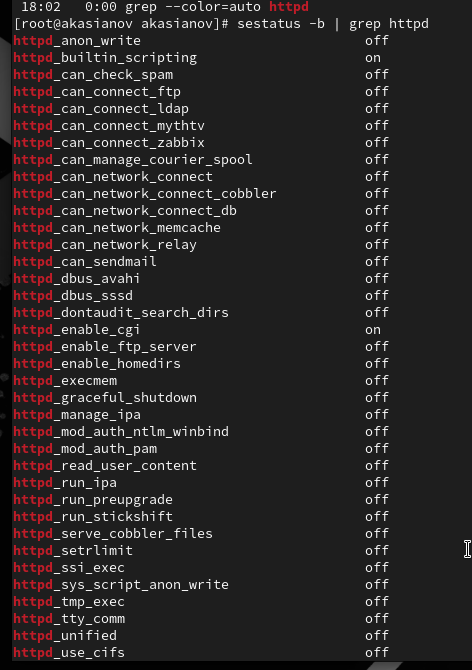 18:02   0:00 grep --color=auto httpd
[root@akasianov akasianov]# sestatus -b | grep httpd
httpd_anon_write                            off
httpd_builtin_scripting                     on
httpd_can_check_spam                        off
httpd_can_connect_ftp                       off
httpd_can_connect_ldap                      off
httpd_can_connect_mythtv                    off
httpd_can_connect_zabbix                    off
httpd_can_manage_courier_spool              off
httpd_can_network_connect                   off
httpd_can_network_connect_cobbler           off
httpd_can_network_connect_db                off
httpd_can_network_memcache                  off
httpd_can_network_relay                     off
httpd_can_sendmail                          off
httpd_dbus_avahi                            off
httpd_dbus_sssd                             off
httpd_dontaudit_search_dirs                 off
httpd_enable_cgi                            on
httpd_enable_ftp_server                     off
httpd_enable_homedirs                       off
httpd_execmem                               off
httpd_graceful_shutdown                     off
httpd_manage_ipa                            off
httpd_mod_auth_ntlm_winbind                 off
httpd_mod_auth_pam                          off
httpd_read_user_content                     off
httpd_run_ipa                               off
httpd_run_preupgrade                        off
httpd_run_stickshift                        off
httpd_serve_cobbler_files                   off
httpd_setrlimit                             off
httpd_ssi_exec                              off
httpd_sys_script_anon_write                 off
httpd_tmp_exec                              off
httpd_tty_comm                              off
httpd_unified                               off
httpd_use_cifs                              off